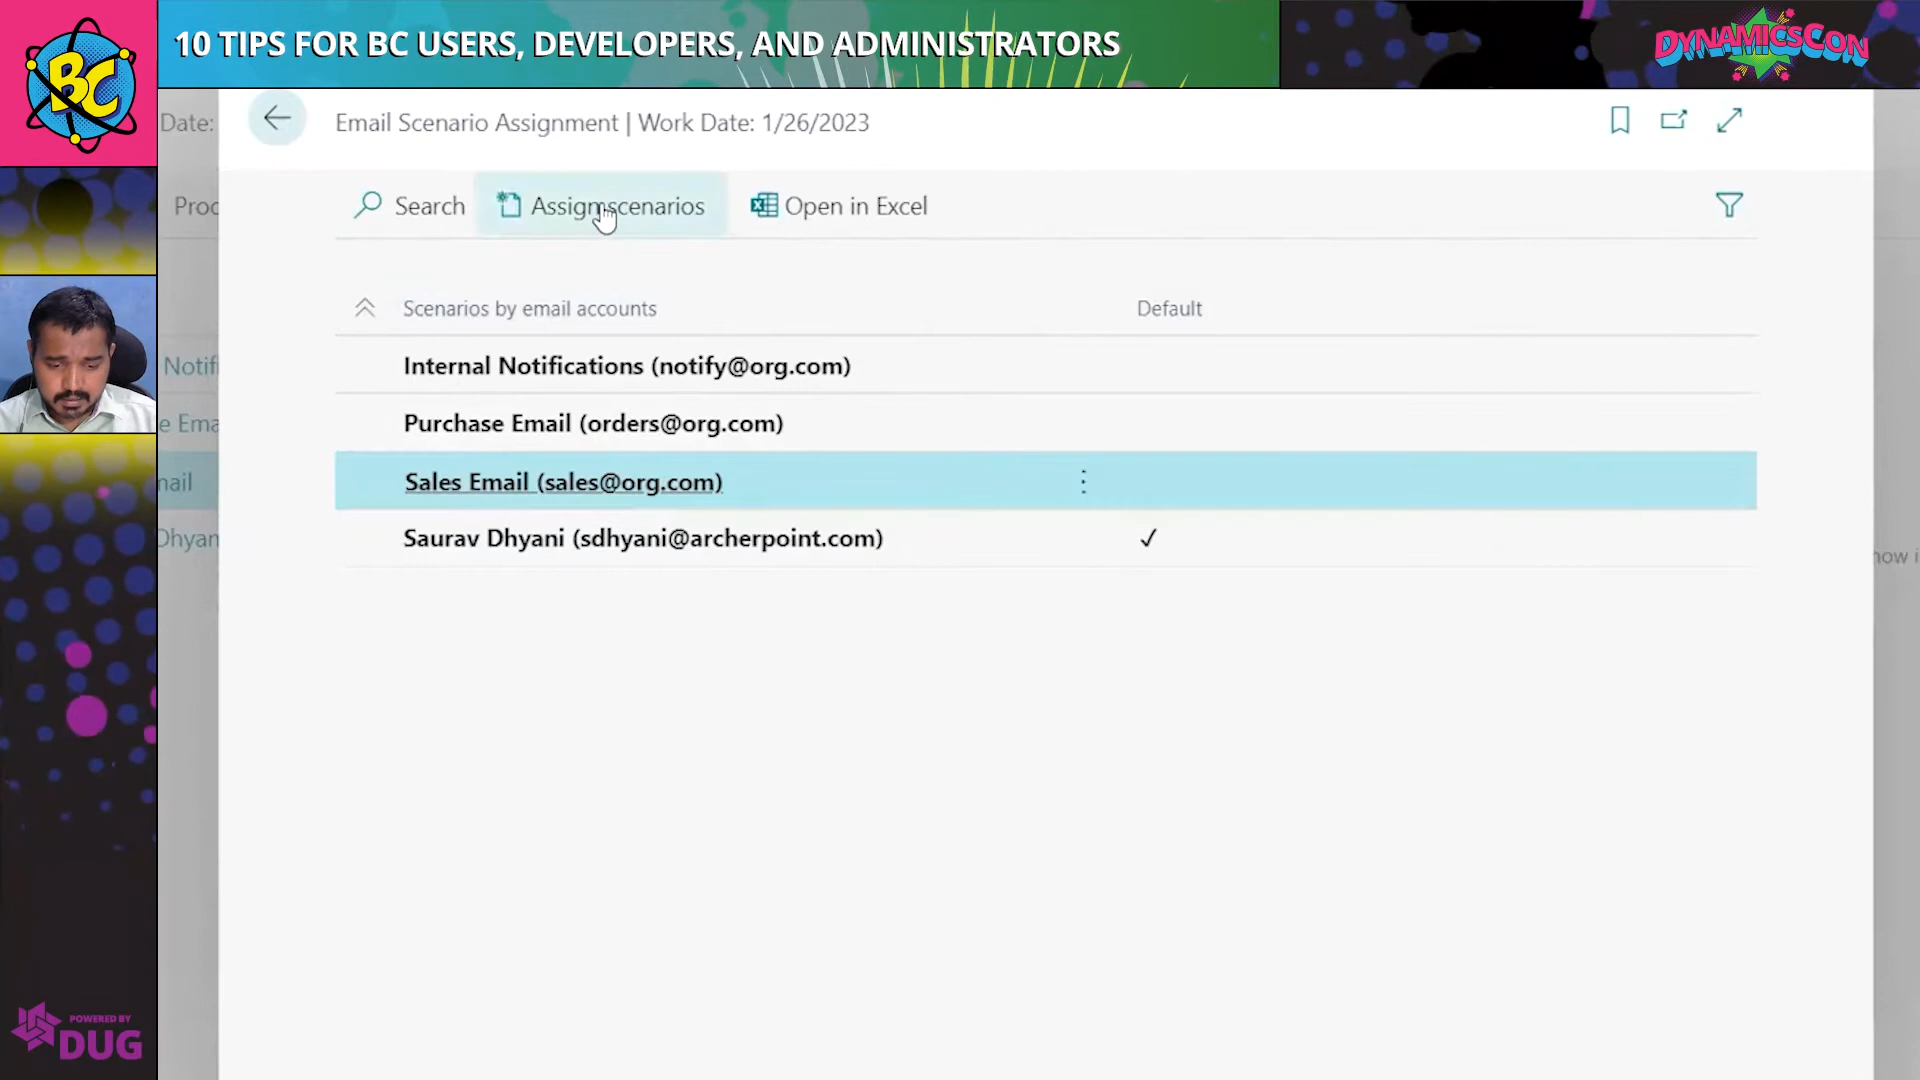 BC
10 TIPS FOR BC USERS, DEVELOPERS, AND ADMINISTRATORS
DYNAMICSCON
Date:
Email Scenario Assignment | Work Date: 1/26/2023
Proc
Search
Assign scenarios
Open in Excel
Scenarios by email accounts
Default
Notifi
Internal Notifications (notify@org.com)
e Ema
Purchase Email (orders@org.com)
nail
Sales Email (sales@org.com)
Dhyan
Saurav Dhyani (sdhyani@archerpoint.com)
how i
POWERED BY
DUG